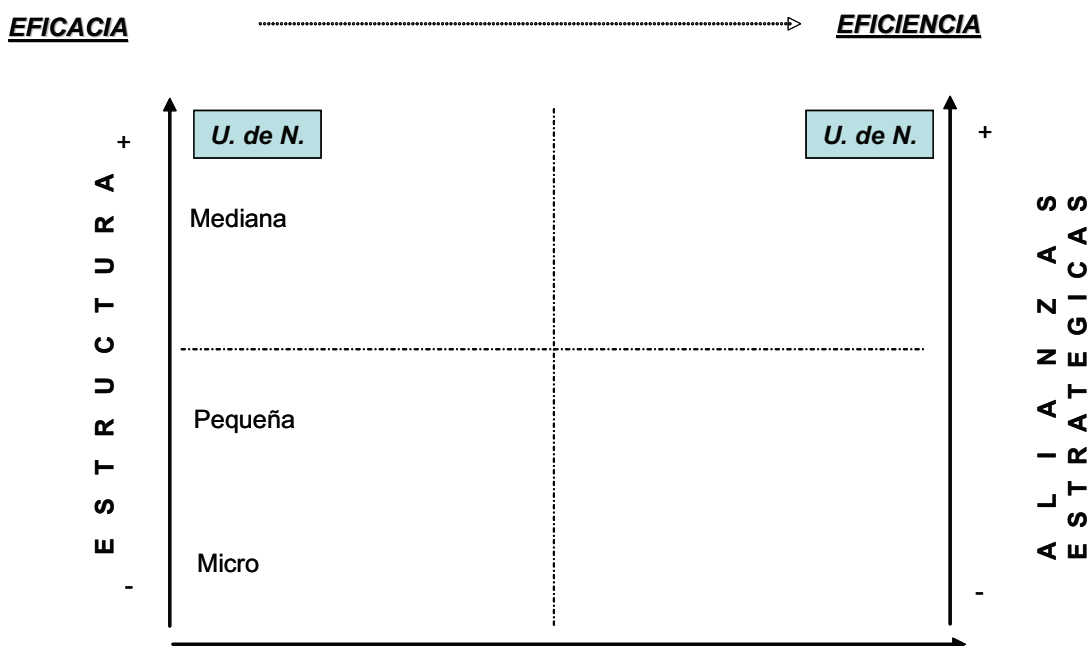 EFICACIA
EFICIENCIA
U. de N.
U. de N.
+
+
ESTRUCTURA
Mediana
Pequeña
Micro
-
-
ALIANZAS
ESTRATEGICAS